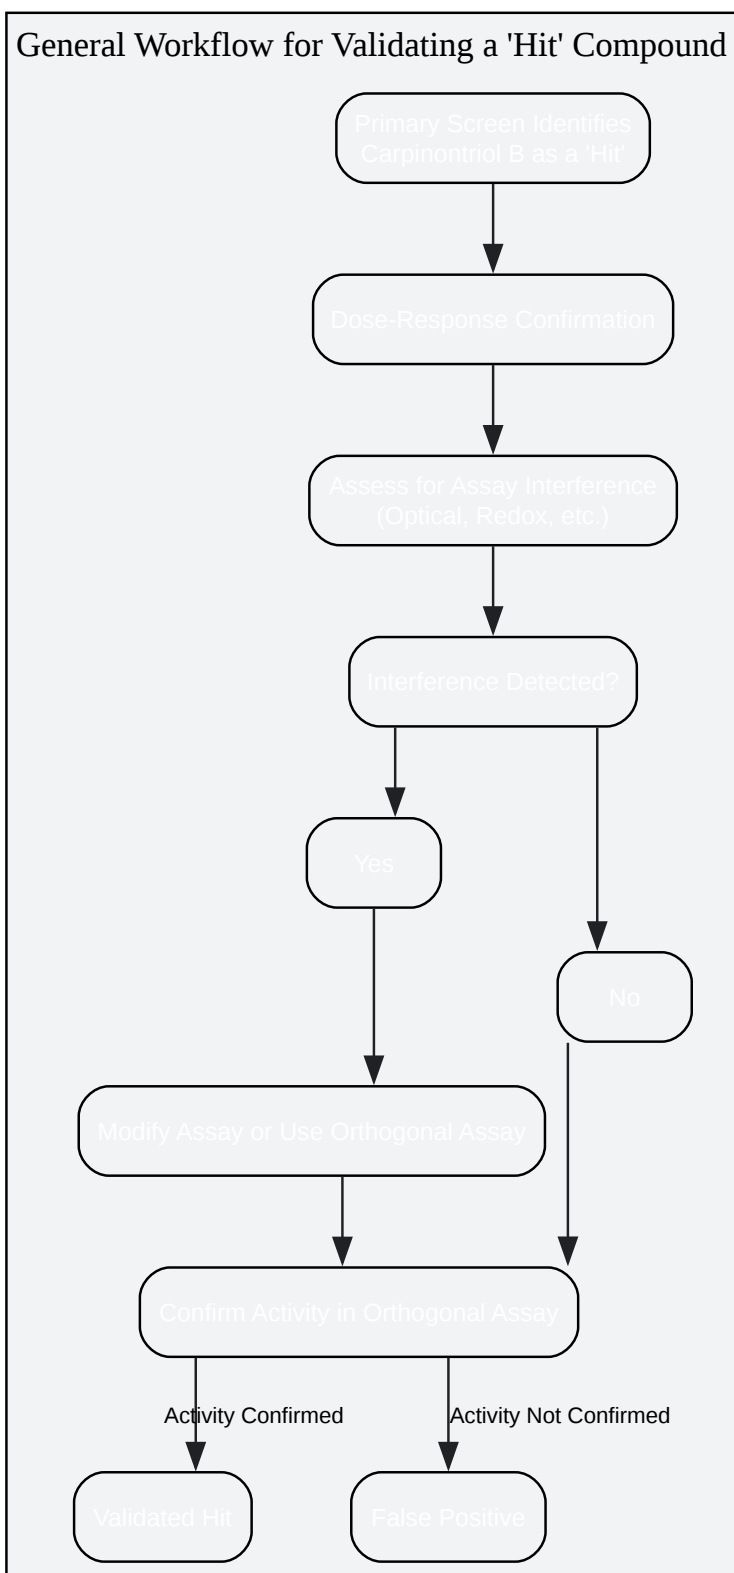 General Workflow for Validating a 'Hit' Compound
Primary Screen Identifies
Carpinontriol B as a 'Hit'
Dose-Response Confirmation
Assess for Assay Interference
(Optical, Redox, etc.)
Interference Detected?
Yes
No
Modify Assay or Use Orthogonal Assay
Confirm Activity in Orthogonal Assay
Activity Confirmed
Activity Not Confirmed
Validated Hit
False Positive